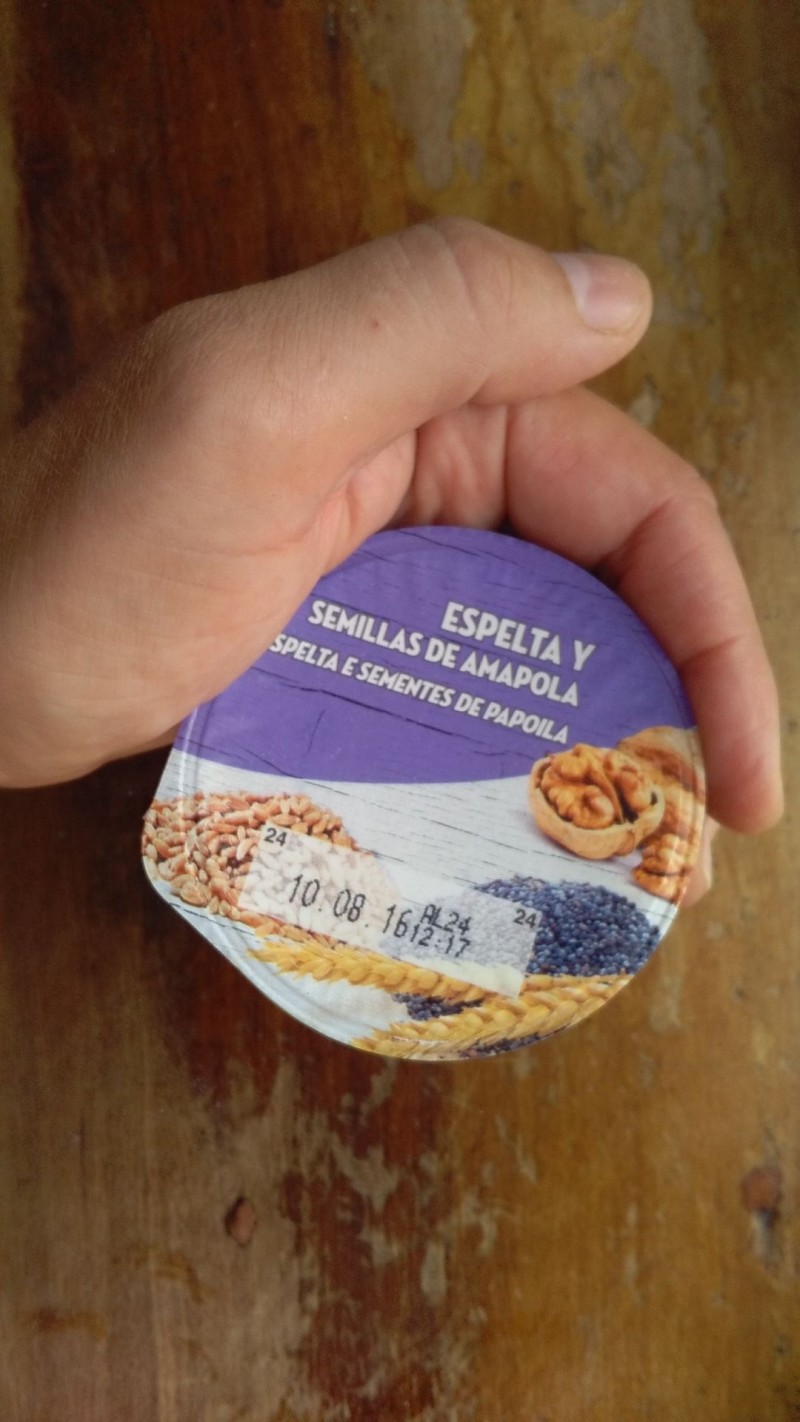 ESPELTA Y
SEMILLAS DE AMAPOLA
SPELTA E SEMENTES DE PAPOILA
24
10.08.16 AL24
12:17
24